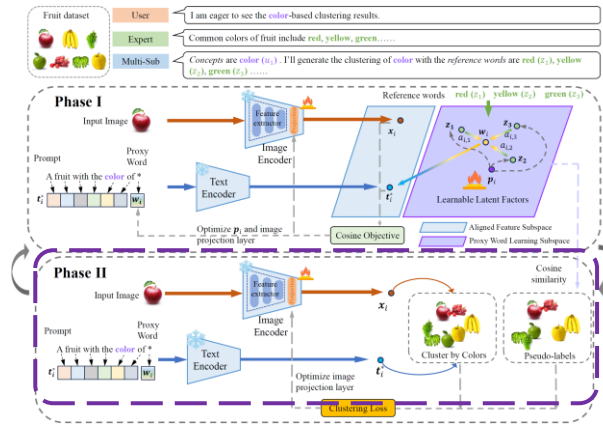 Fruit dataset
User
I am eager to see the color-based clustering results.
Expert
Common colors of fruit include red, yellow, green……
Multi-Sub
Concepts are color (u₁) . I'll generate the clustering of color with the reference words are red (z₁), yellow
(z₂), green (z₃) ……
Phase I
Reference words
red (z₁) yellow (z₂) green (z₃)
Input Image
Feature
extractor
Image
Encoder
xᵢ
z₁
wᵢ
z₃
aᵢ,₁
aᵢ,₃
aᵢ,₂
z₂
pᵢ
Learnable Latent Factors
Prompt
Proxy
Word
A fruit with the color of *
t*ᵢ
wᵢ
Text
Encoder
t*ᵢ
Optimize pᵢ and image
projection layer
Cosine Objective
Aligned Feature Subspace
Proxy Word Learning Subspace
Phase II
Cosine
similarity
Input Image
Feature
extractor
Image
Encoder
xᵢ
Cluster by Colors
Pseudo-labels
Prompt
Proxy
Word
A fruit with the color of *
t*ᵢ
wᵢ
Text
Encoder
t*ᵢ
Optimize image
projection layer
Clustering Loss